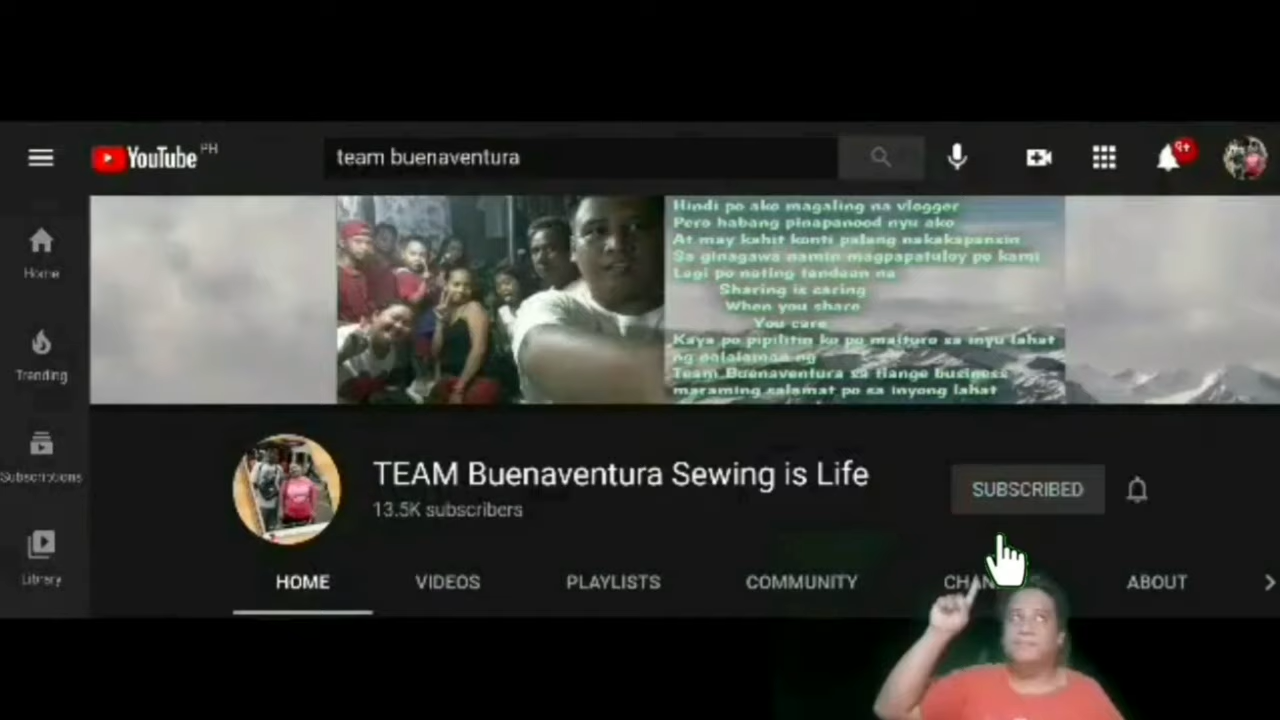 YouTube PH
team buenaventura
9+
Hindi po ako magaling na vlogger
Pero habang pinapanood nyu ako
At may kahit konti palang nakakapansin
Sa ginagawa namin magpapatuloy po kami
Lagi po nating tandaan na
Sharing is caring
When you share
You care
Kaya po pipilitin ko po maituro sa inyu lahat
ng nalalaman ng
Team Buenaventura sa flange business
maraming salamat po sa inyong lahat
Home
Trending
Subscriptions
Library
TEAM Buenaventura Sewing is Life
13.5K subscribers
SUBSCRIBED
HOME
VIDEOS
PLAYLISTS
COMMUNITY
CHAN
ABOUT